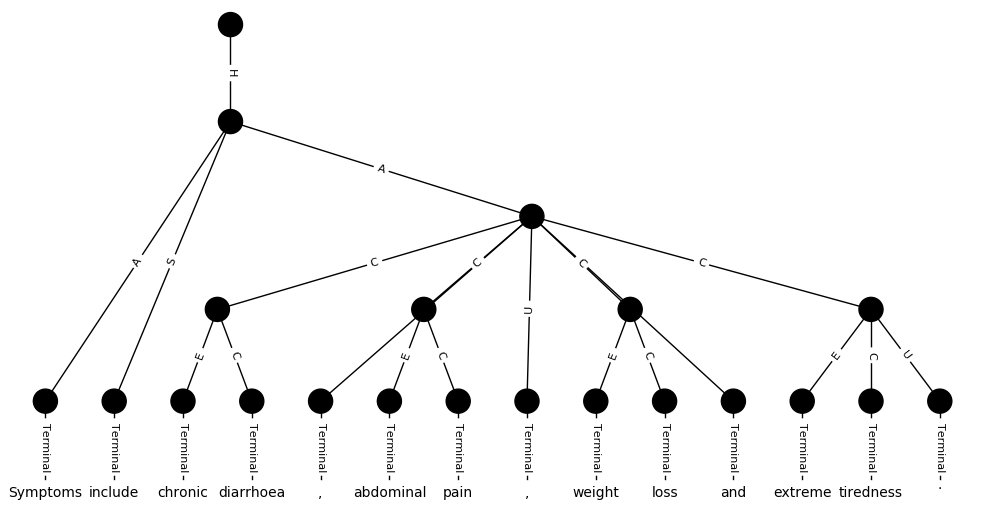 H
A
A S
C C C C
U
E C E C E C E C U
Terminal Terminal Terminal Terminal Terminal Terminal Terminal Terminal Terminal Terminal Terminal Terminal Terminal Terminal
Symptoms include chronic diarrhoea , abdominal pain , weight loss and extreme tiredness .